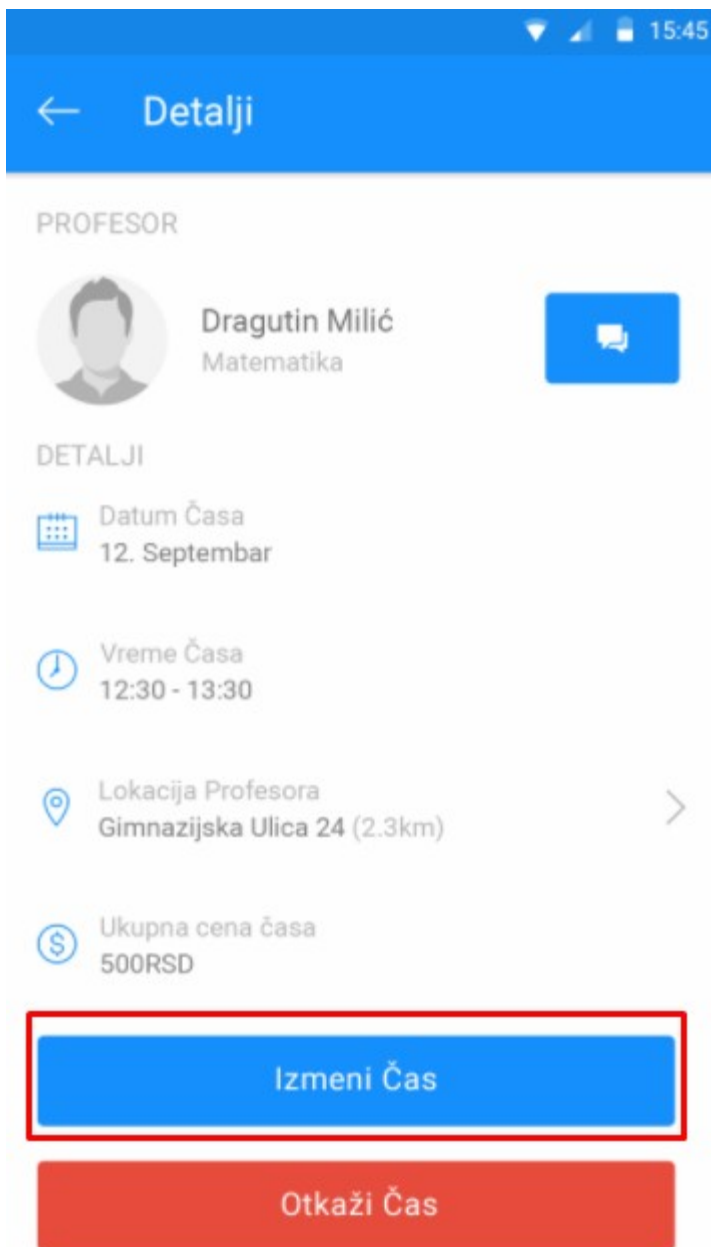 15:45
Detalji
PROFESOR
Dragutin Milić
Matematika
DETALJI
Datum Časa
12. Septembar
Vreme Časa
12:30 - 13:30
Lokacija Profesora
Gimnazijska Ulica 24 (2.3km)
Ukupna cena časa
500RSD
Izmeni Čas
Otkaži Čas